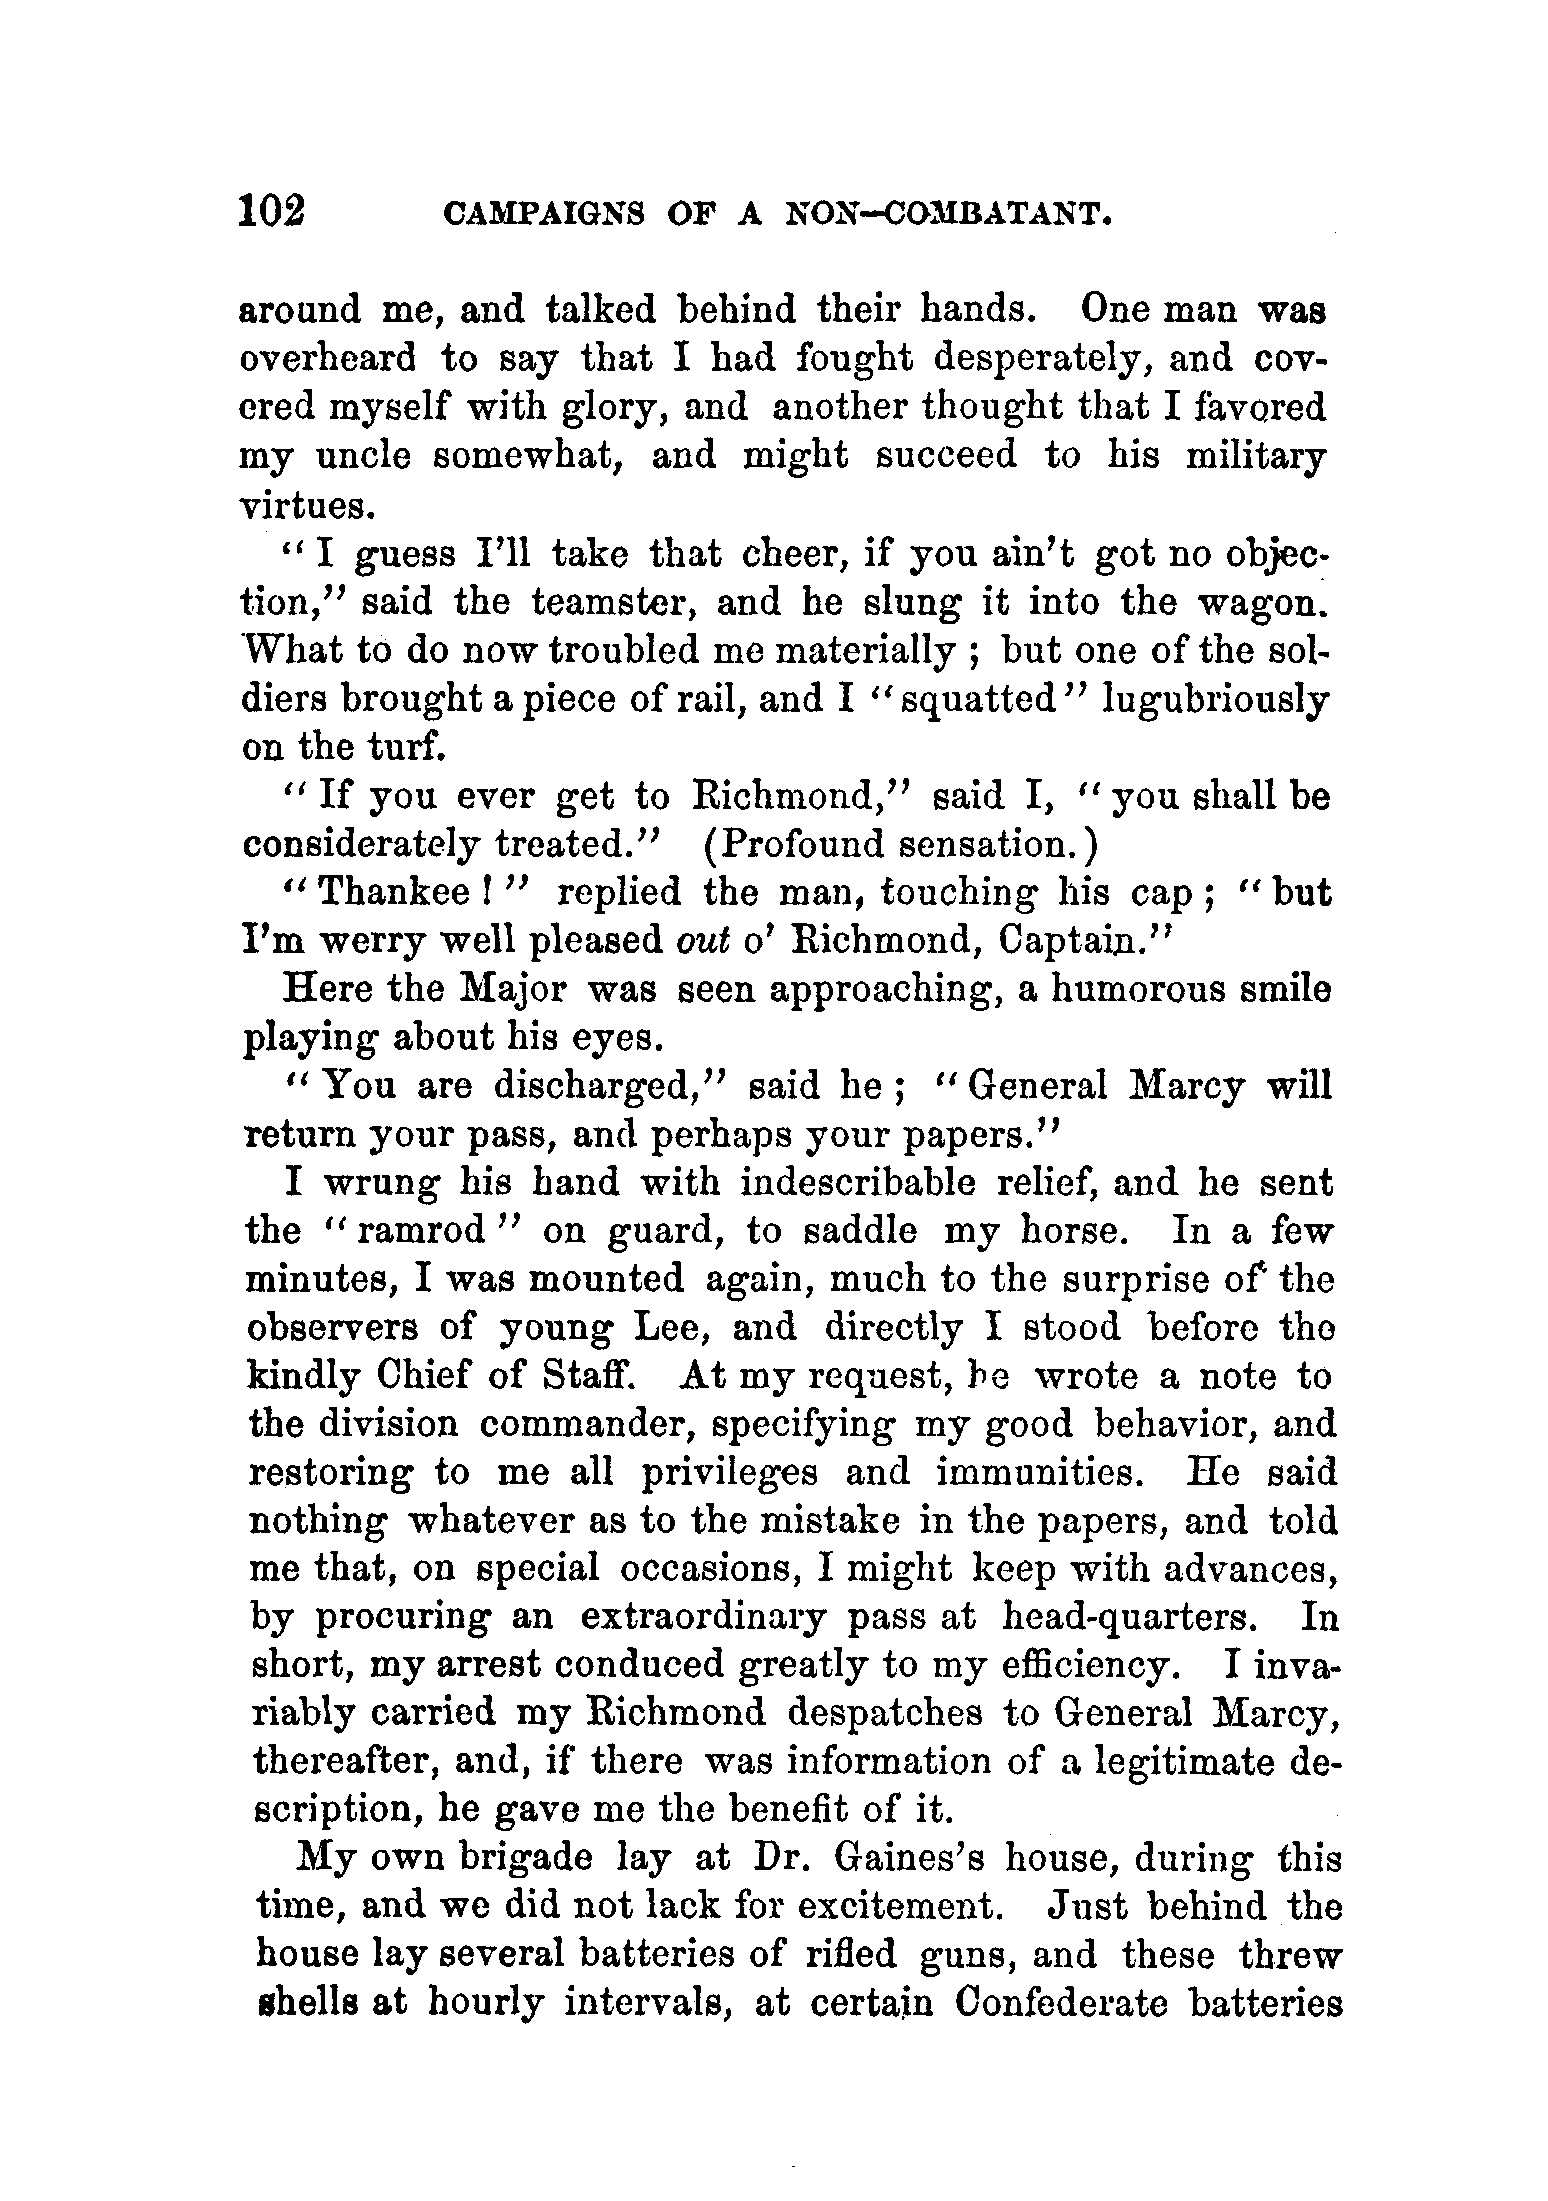 102 CAMPAIGNS OF A NON-COMBATANT.
around me, and talked behind their hands. One man was
overheard to say that I had fought desperately, and cov-
ered myself with glory, and another thought that I favored
my uncle somewhat, and might succeed to his military
virtues.
"I guess I'll take that cheer, if you ain't got no objec-
tion," said the teamster, and he slung it into the wagon.
What to do now troubled me materially; but one of the sol-
diers brought a piece of rail, and I "squatted" lugubriously
on the turf.
"If you ever get to Richmond," said I, "you shall be
considerately treated." (Profound sensation.)
"Thankee!" replied the man, touching his cap; "but
I'm werry well pleased out o' Richmond, Captain."
Here the Major was seen approaching, a humorous smile
playing about his eyes.
"You are discharged," said he; "General Marcy will
return your pass, and perhaps your papers."
I wrung his hand with indescribable relief, and he sent
the "ramrod" on guard, to saddle my horse. In a few
minutes, I was mounted again, much to the surprise of the
observers of young Lee, and directly I stood before the
kindly Chief of Staff. At my request, he wrote a note to
the division commander, specifying my good behavior, and
restoring to me all privileges and immunities. He said
nothing whatever as to the mistake in the papers, and told
me that, on special occasions, I might keep with advances,
by procuring an extraordinary pass at head-quarters. In
short, my arrest conduced greatly to my efficiency. I inva-
riably carried my Richmond despatches to General Marcy,
thereafter, and, if there was information of a legitimate de-
scription, he gave me the benefit of it.
My own brigade lay at Dr. Gaines's house, during this
time, and we did not lack for excitement. Just behind the
house lay several batteries of rifled guns, and these threw
shells at hourly intervals, at certain Confederate batteries